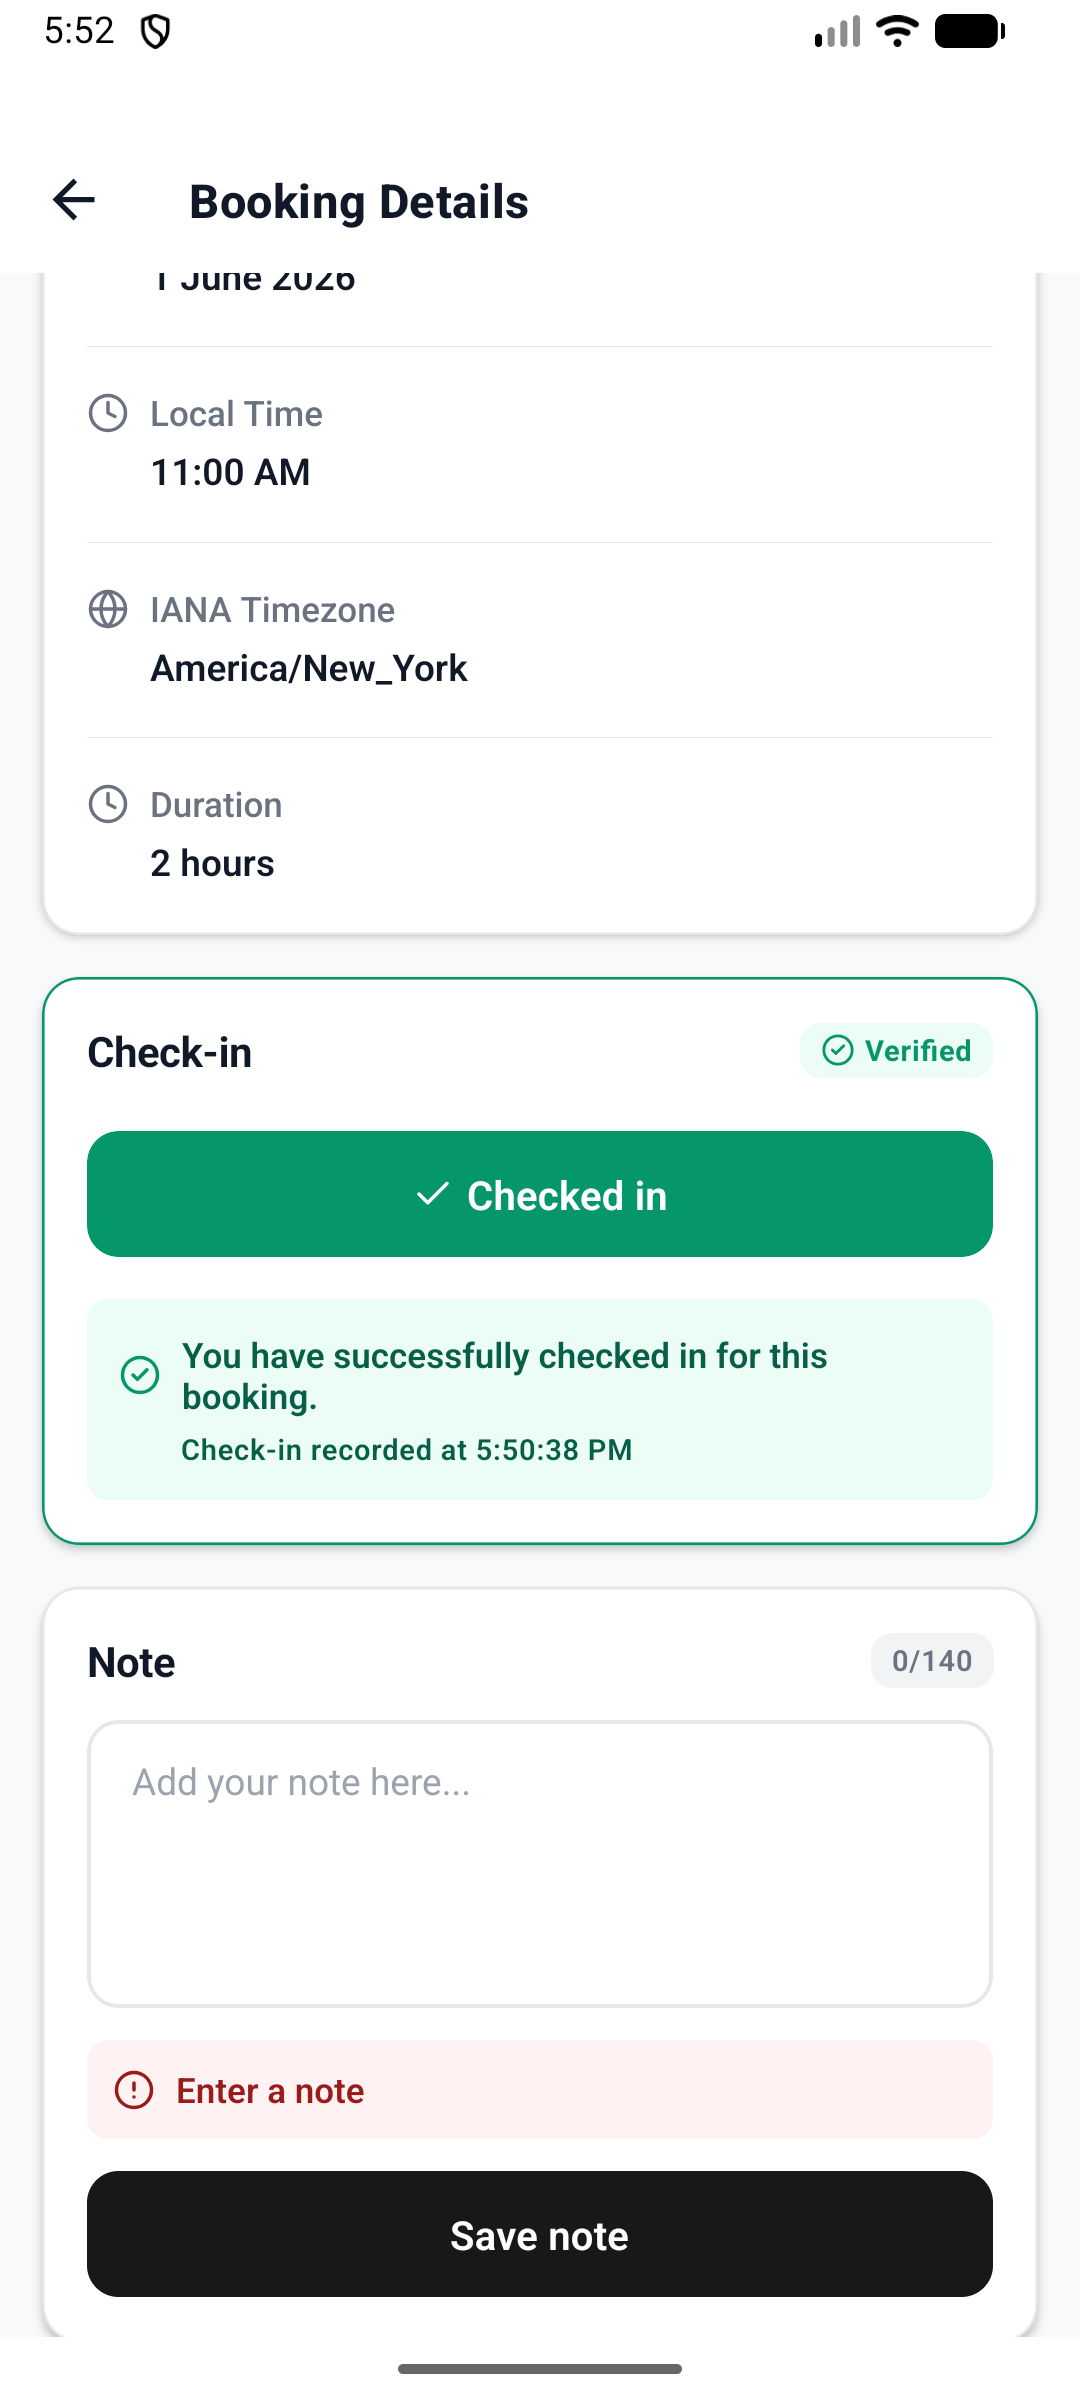 5:52
Booking Details
1 June 2026
Local Time
11:00 AM
IANA Timezone
America/New_York
Duration
2 hours
Check-in
Verified
Checked in
You have successfully checked in for this
booking.
Check-in recorded at 5:50:38 PM
Note
0/140
Add your note here...
Enter a note
Save note